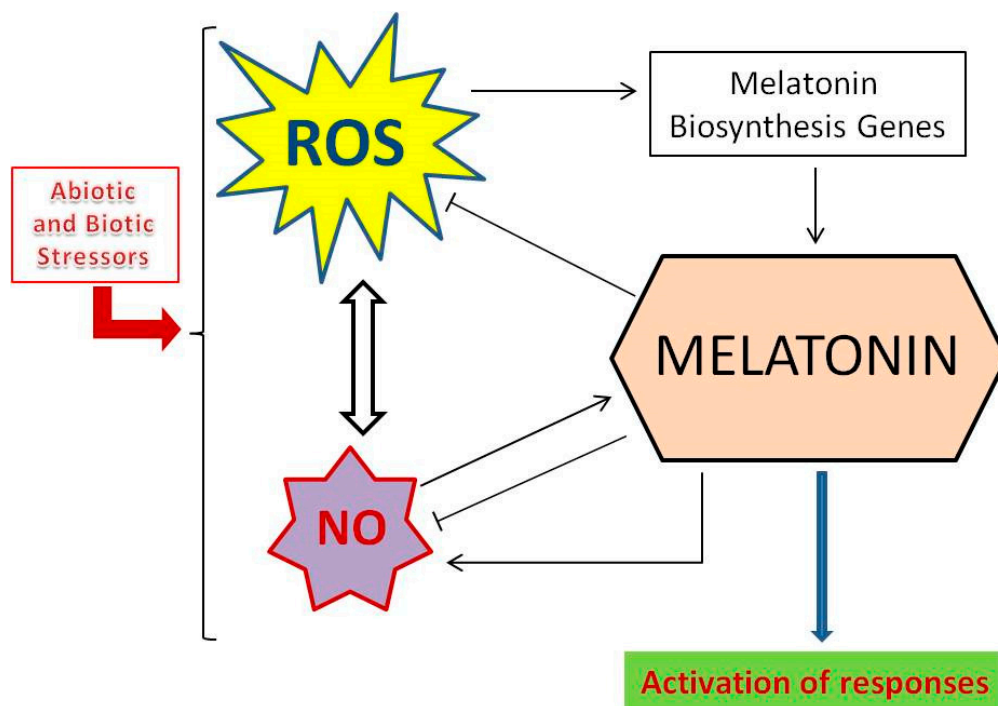 ROS
Melatonin
Biosynthesis Genes
Abiotic
and Biotic
Stressors
MELATONIN
NO
Activation of responses